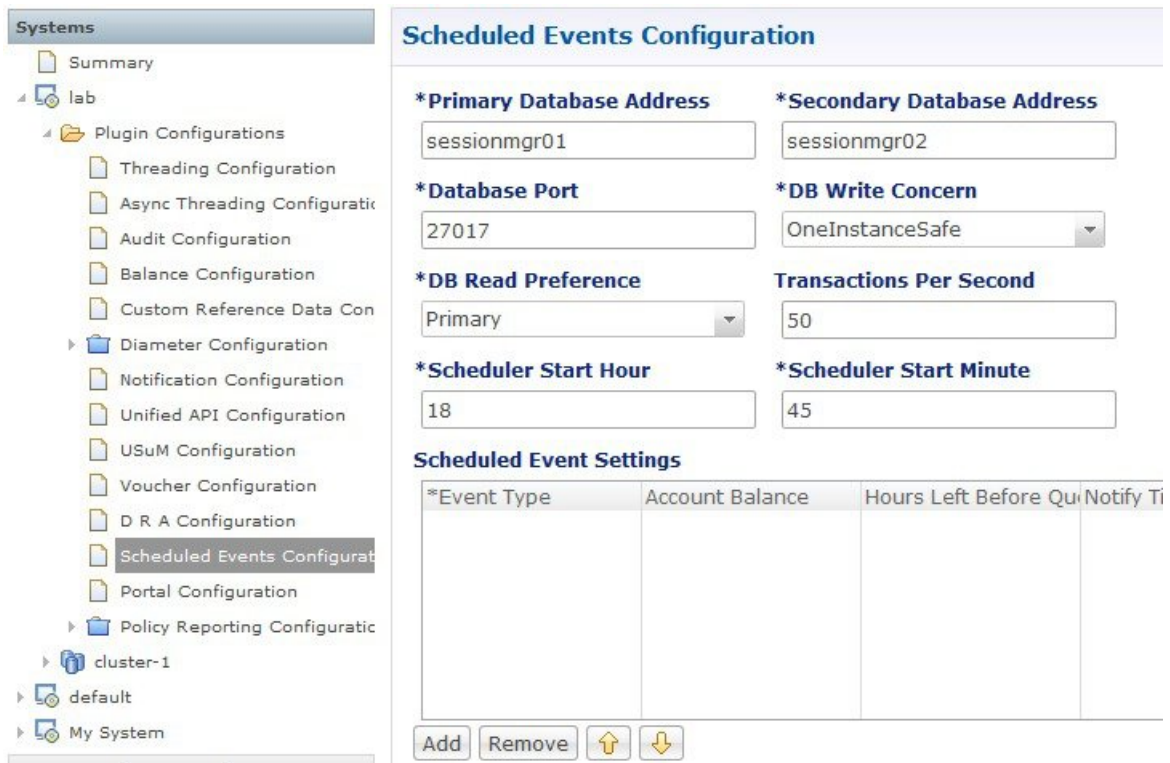 Systems
Summary
lab
Plugin Configurations
Threading Configuration
Async Threading Configuratic
Audit Configuration
Balance Configuration
Custom Reference Data Con
Diameter Configuration
Notification Configuration
Unified API Configuration
USuM Configuration
Voucher Configuration
D R A Configuration
Scheduled Events Configurat
Portal Configuration
Policy Reporting Configuratic
cluster-1
default
My System
Scheduled Events Configuration
*Primary Database Address *Secondary Database Address
sessionmgr01 sessionmgr02
*Database Port *DB Write Concern
27017 OneInstanceSafe
*DB Read Preference Transactions Per Second
Primary 50
*Scheduler Start Hour *Scheduler Start Minute
18 45
Scheduled Event Settings
*Event Type Account Balance Hours Left Before Qu Notify Ti
Add Remove